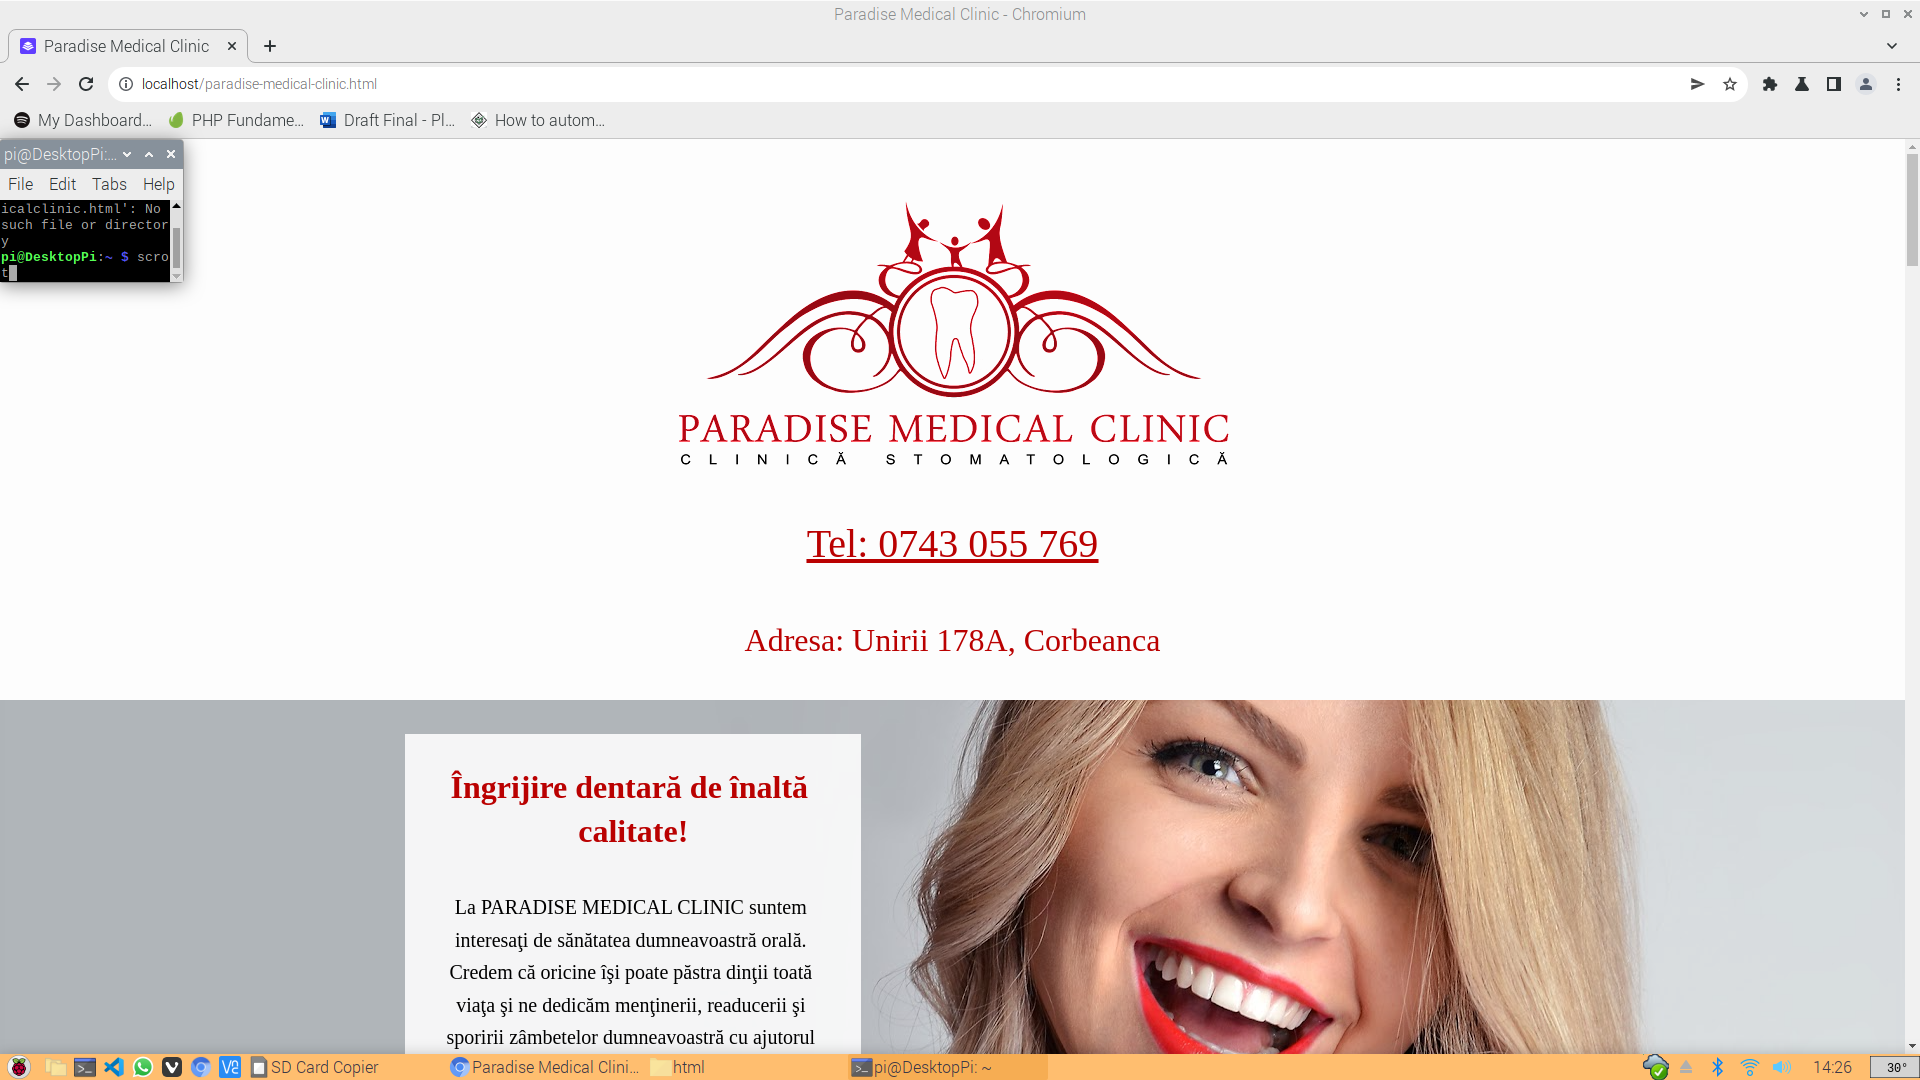 Paradise Medical Clinic - Chromium
Paradise Medical Clinic
localhost/paradise-medical-clinic.html
My Dashboard...
PHP Fundame...
Draft Final - Pl...
How to autom...
pi@DesktopPi:...
File Edit Tabs Help
icalclinic.html': No
such file or director
y
pi@DesktopPi:~ $ scro
t
PARADISE MEDICAL CLINIC
CLINICĂ STOMATOLOGICĂ
Tel: 0743 055 769
Adresa: Unirii 178A, Corbeanca
Îngrijire dentară de înaltă
calitate!
La PARADISE MEDICAL CLINIC suntem
interesaţi de sănătatea dumneavoastră orală.
Credem că oricine îşi poate păstra dinţii toată
viaţa şi ne dedicăm menţinerii, readucerii şi
sporirii zâmbetelor dumneavoastră cu ajutorul
SD Card Copier
Paradise Medical Clini...
html
pi@DesktopPi: ~
14:26
30°